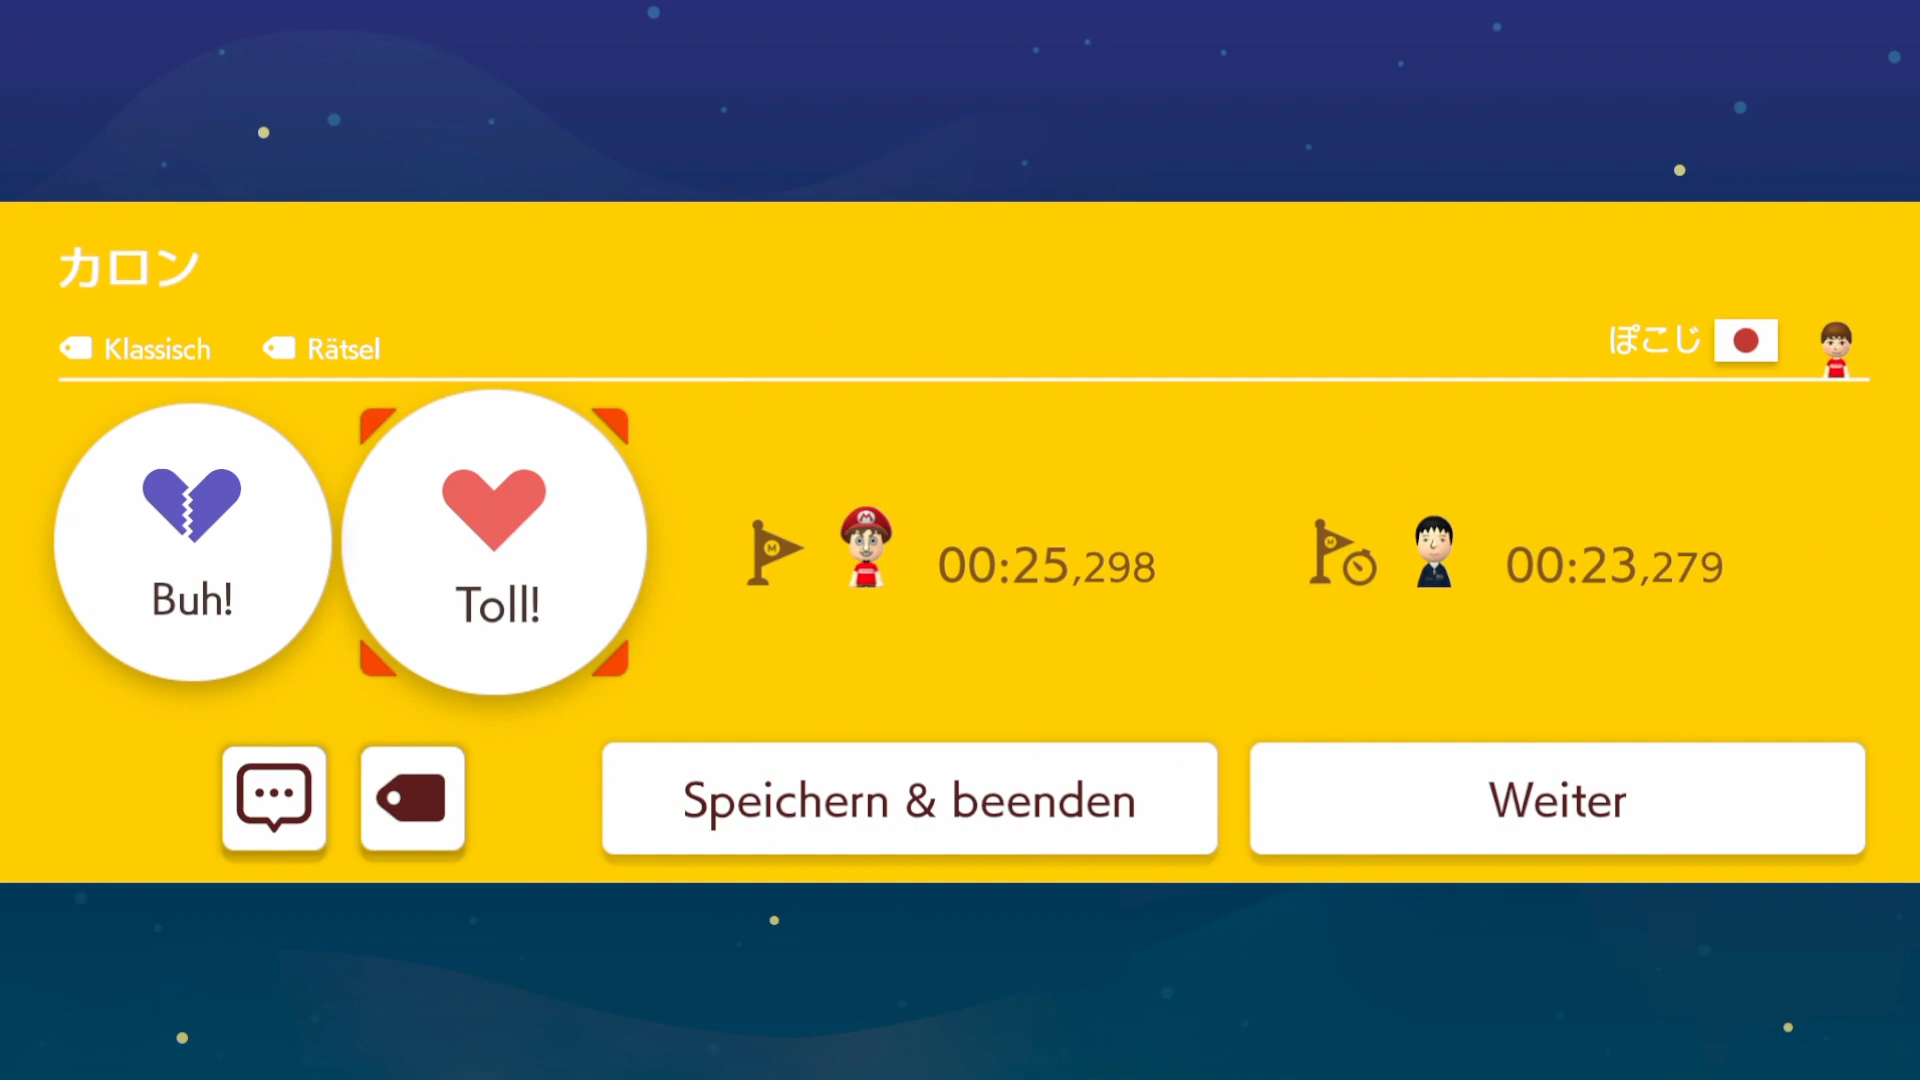 カロン
Klassisch Rätsel
ぽこじ
Buh!
Toll!
00:25,298
00:23,279
Speichern & beenden
Weiter